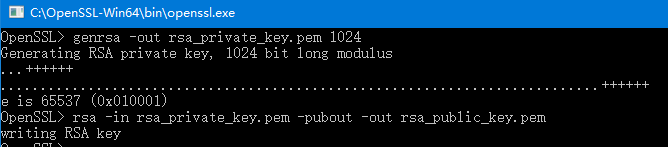 C:\OpenSSL-Win64\bin\openssl.exe
OpenSSL> genrsa -out rsa_private_key.pem 1024
Generating RSA private key, 1024 bit long modulus
...++++++
..........................................................................++++++
e is 65537 (0x010001)
OpenSSL> rsa -in rsa_private_key.pem -pubout -out rsa_public_key.pem
writing RSA key
OpenSSL>